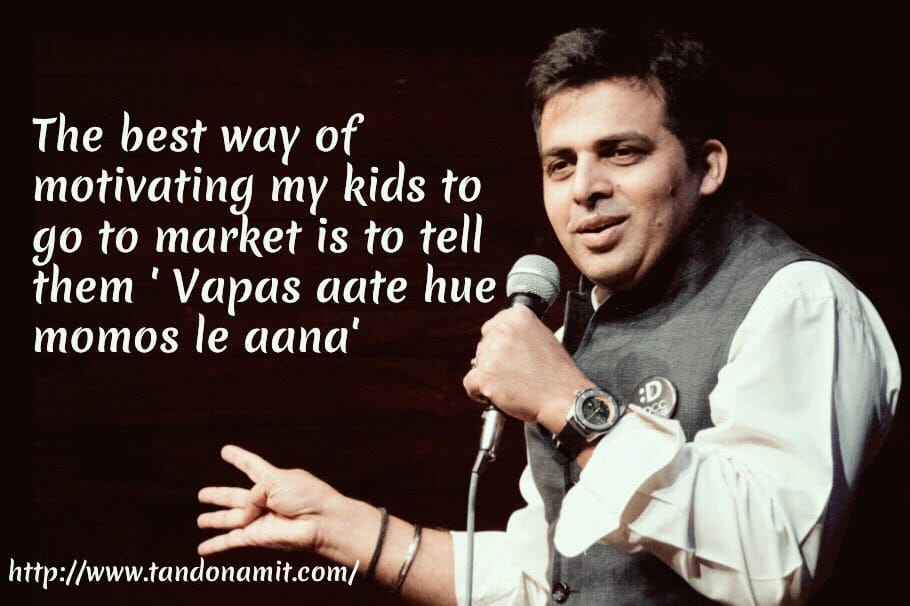 The best way of
motivating my kids to
go to market is to tell
them ' Vapas aate hue
momos le aana'
:D
http://www.tandonamit.com/